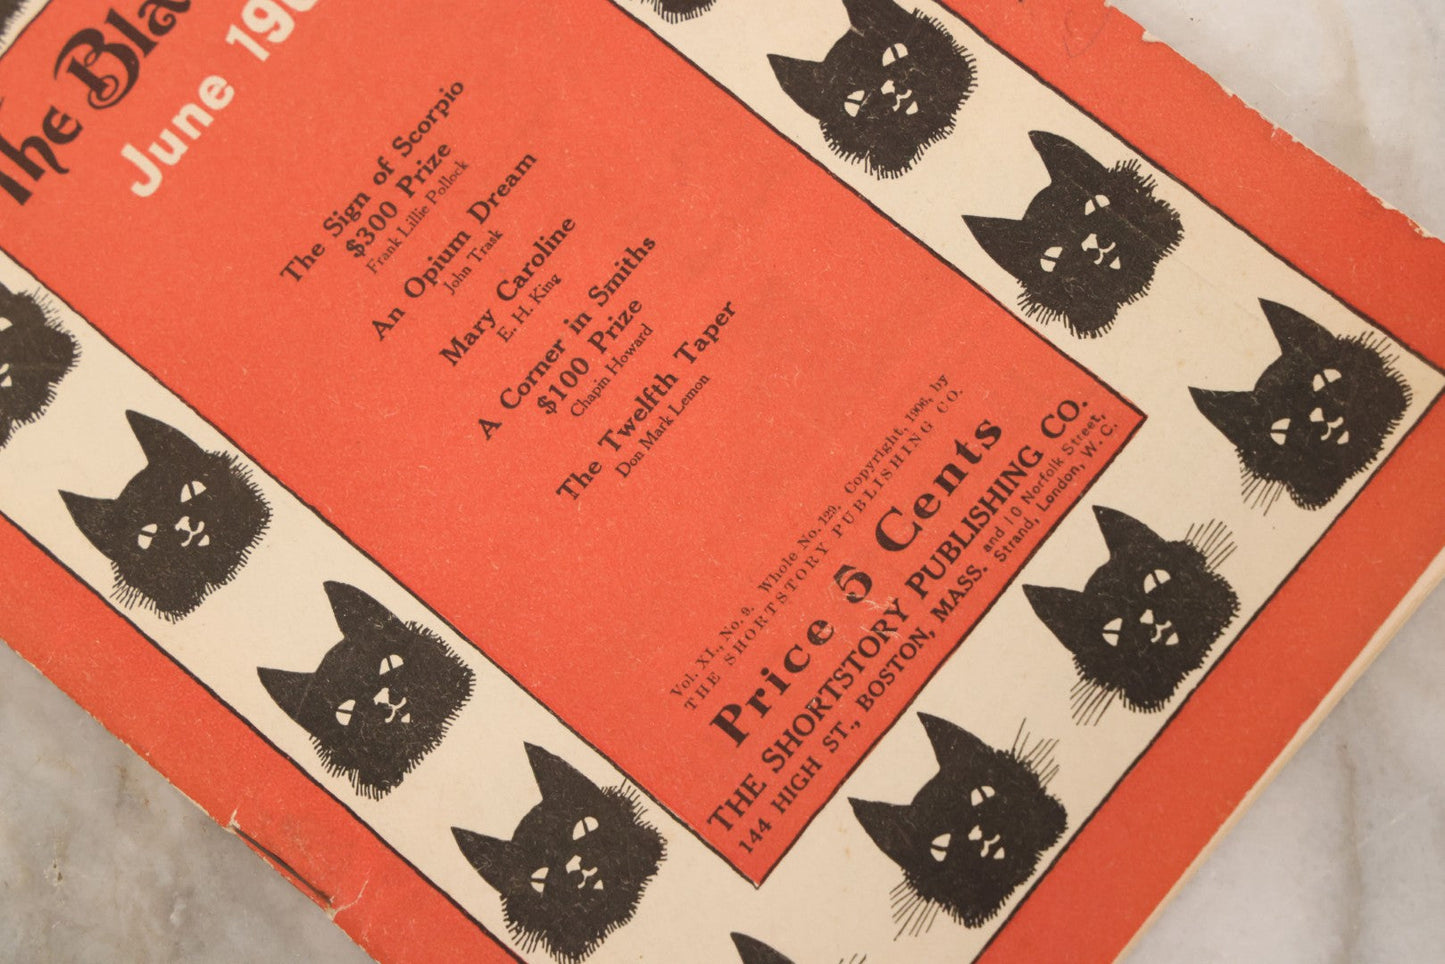 The Bla
June 190
The Sign of Scorpio
$300 Prize
Frank Lillie Pollock
An Opium Dream
John Trask
Mary Caroline
E. H. King
A Corner in Smiths
$100 Prize
Chapin Howard
The Twelfth Taper
Don Mark Lemon
Vol. XI., No. 9. Whole No. 129. Copyright, 1906, by
THE SHORTSTORY PUBLISHING CO.
Price 5 Cents
THE SHORTSTORY PUBLISHING CO.
144 HIGH ST., BOSTON, MASS. and 10 Norfolk Street,
Strand, London, W. C.